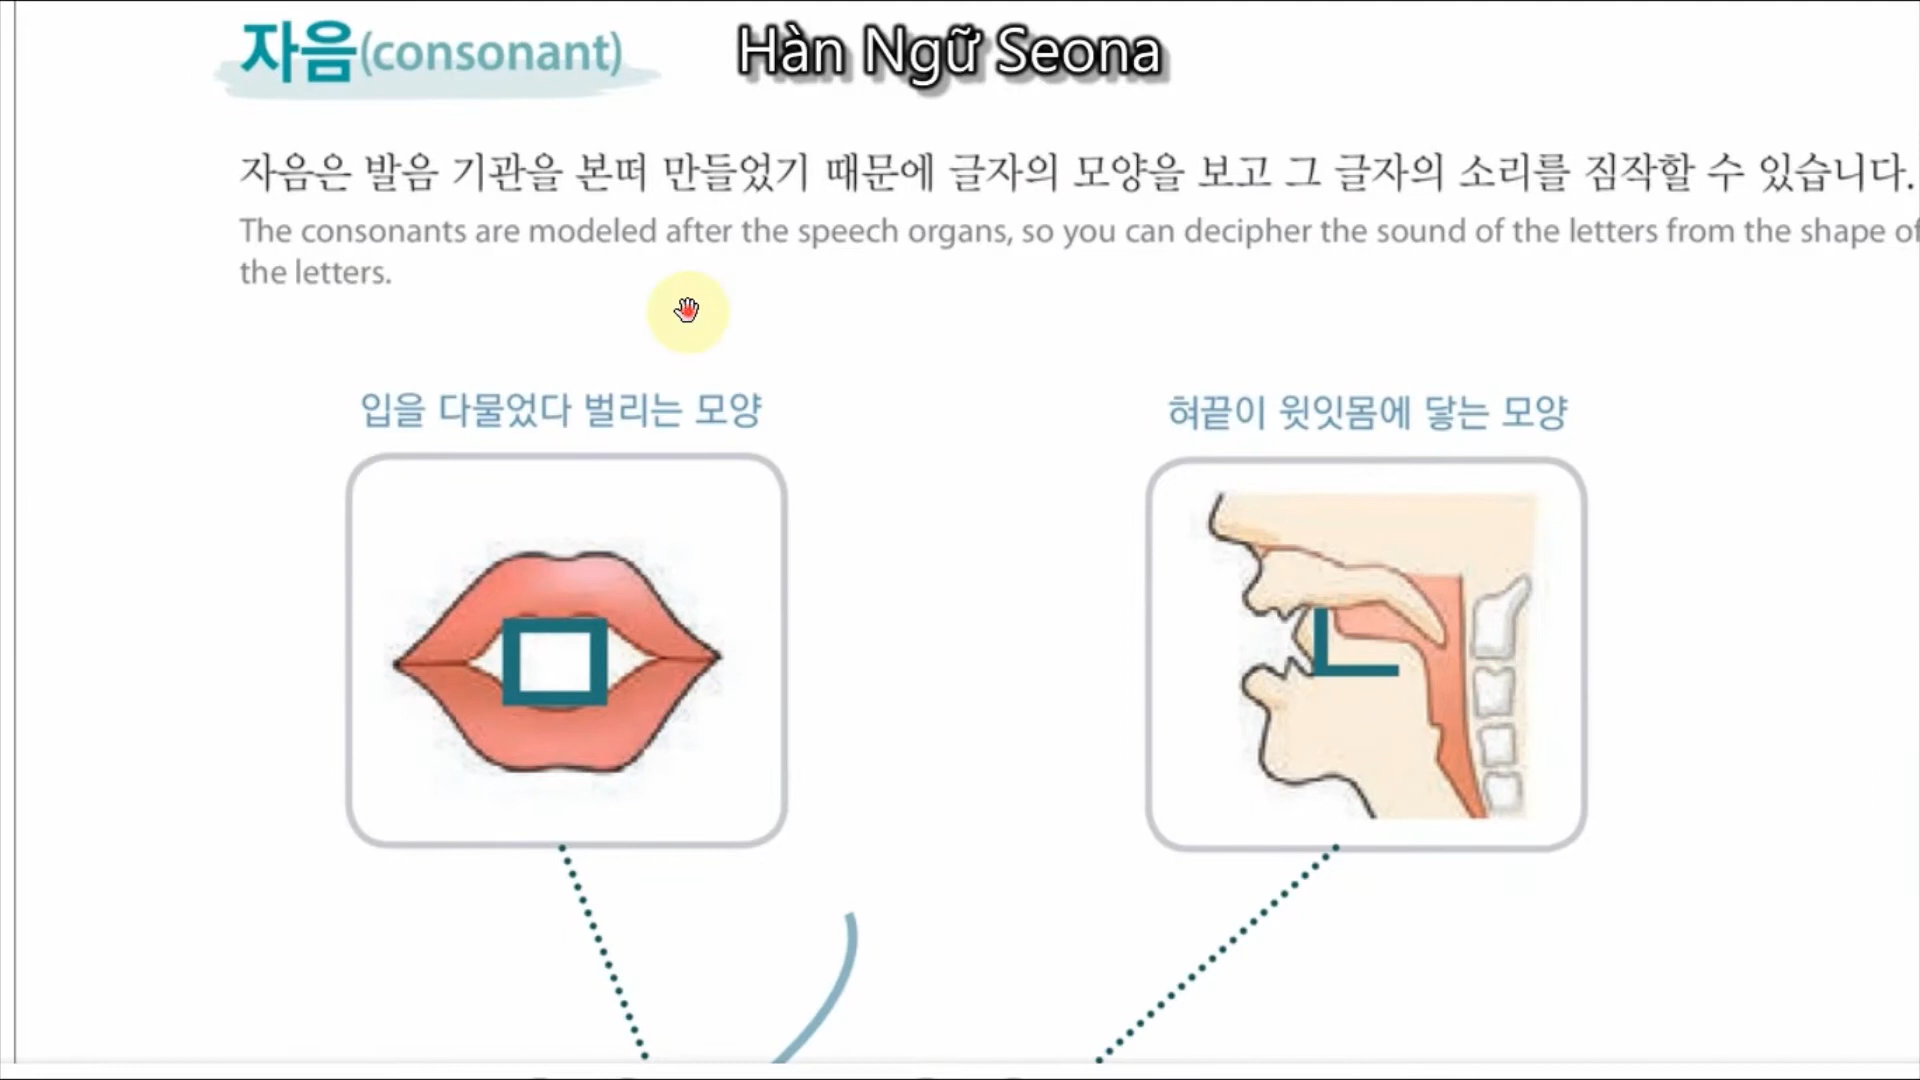 자음(consonant)
Hàn Ngữ Seona
자음은 발음 기관을 본떠 만들었기 때문에 글자의 모양을 보고 그 글자의 소리를 짐작할 수 있습니다.
The consonants are modeled after the speech organs, so you can decipher the sound of the letters from the shape of
the letters.
입을 다물었다 벌리는 모양
혀끝이 윗잇몸에 닿는 모양
ㅁ
ㄴ